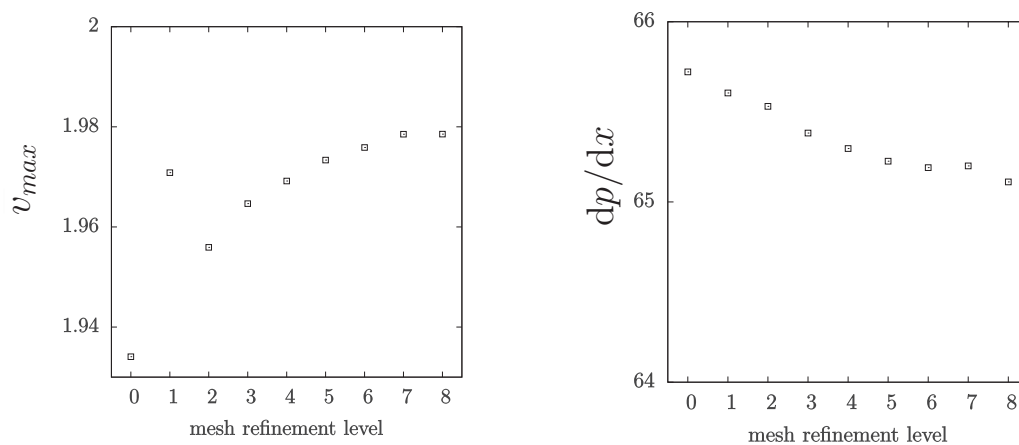 2
1.98
1.96
1.94
v_max
0 1 2 3 4 5 6 7 8
mesh refinement level
66
65
64
dp/dx
0 1 2 3 4 5 6 7 8
mesh refinement level